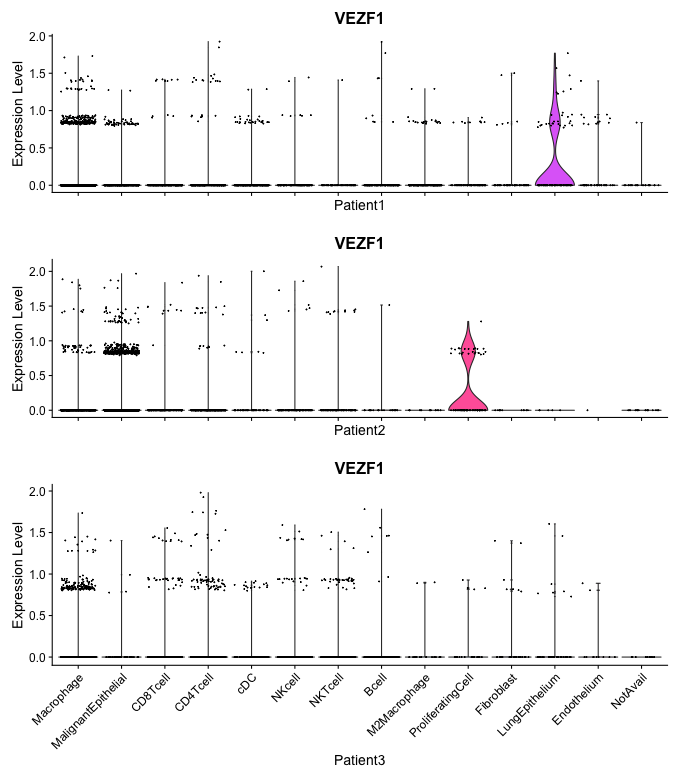 VEZF1
Expression Level
2.0
1.5
1.0
0.5
0.0
Patient1
VEZF1
Expression Level
2.0
1.5
1.0
0.5
0.0
Patient2
VEZF1
Expression Level
2.0
1.5
1.0
0.5
0.0
Macrophage
MalignantEpithelial
CD8Tcell
CD4Tcell
cDC
NKcell
NKTcell
Bcell
M2Macrophage
ProliferatingCell
Fibroblast
LungEpithelium
Endothelium
NotAvail
Patient3